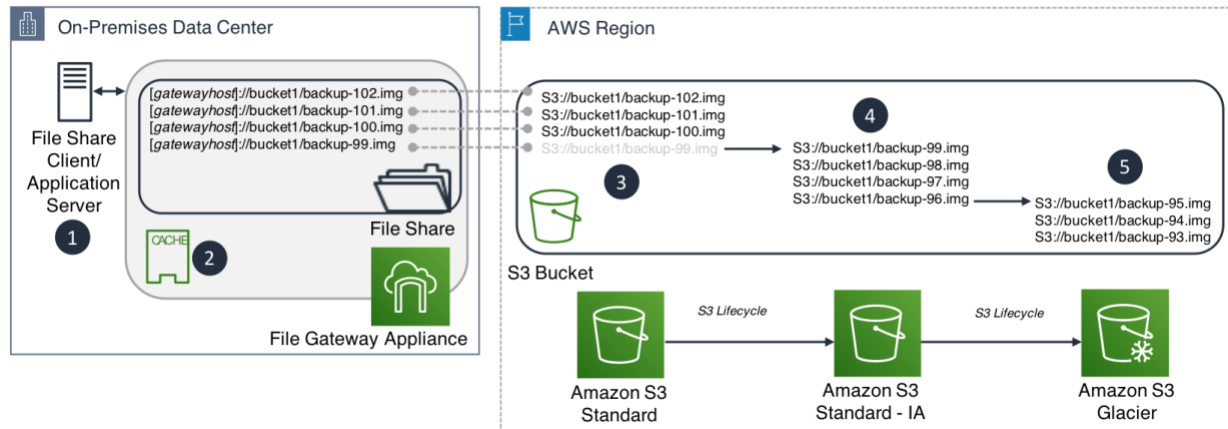 On-Premises Data Center
File Share
Client/
Application
Server
1
[gatewayhost]://bucket1/backup-102.img
[gatewayhost]://bucket1/backup-101.img
[gatewayhost]://bucket1/backup-100.img
[gatewayhost]://bucket1/backup-99.img
File Share
CACHE
2
File Gateway Appliance
AWS Region
S3://bucket1/backup-102.img
S3://bucket1/backup-101.img
S3://bucket1/backup-100.img
S3://bucket1/backup-99.img
3
4
S3://bucket1/backup-99.img
S3://bucket1/backup-98.img
S3://bucket1/backup-97.img
S3://bucket1/backup-96.img
5
S3://bucket1/backup-95.img
S3://bucket1/backup-94.img
S3://bucket1/backup-93.img
S3 Bucket
S3 Lifecycle
S3 Lifecycle
Amazon S3
Standard
Amazon S3
Standard - IA
Amazon S3
Glacier